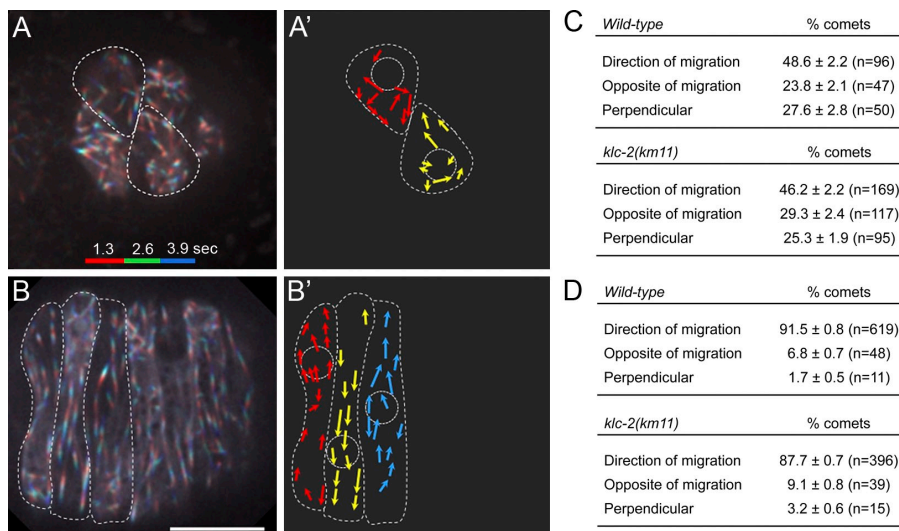 A
A'
1.3 2.6 3.9 sec
B
B'
C
Wild-type % comets
Direction of migration 48.6 ± 2.2 (n=96)
Opposite of migration 23.8 ± 2.1 (n=47)
Perpendicular 27.6 ± 2.8 (n=50)
klc-2(km11) % comets
Direction of migration 46.2 ± 2.2 (n=169)
Opposite of migration 29.3 ± 2.4 (n=117)
Perpendicular 25.3 ± 1.9 (n=95)
D
Wild-type % comets
Direction of migration 91.5 ± 0.8 (n=619)
Opposite of migration 6.8 ± 0.7 (n=48)
Perpendicular 1.7 ± 0.5 (n=11)
klc-2(km11) % comets
Direction of migration 87.7 ± 0.7 (n=396)
Opposite of migration 9.1 ± 0.8 (n=39)
Perpendicular 3.2 ± 0.6 (n=15)